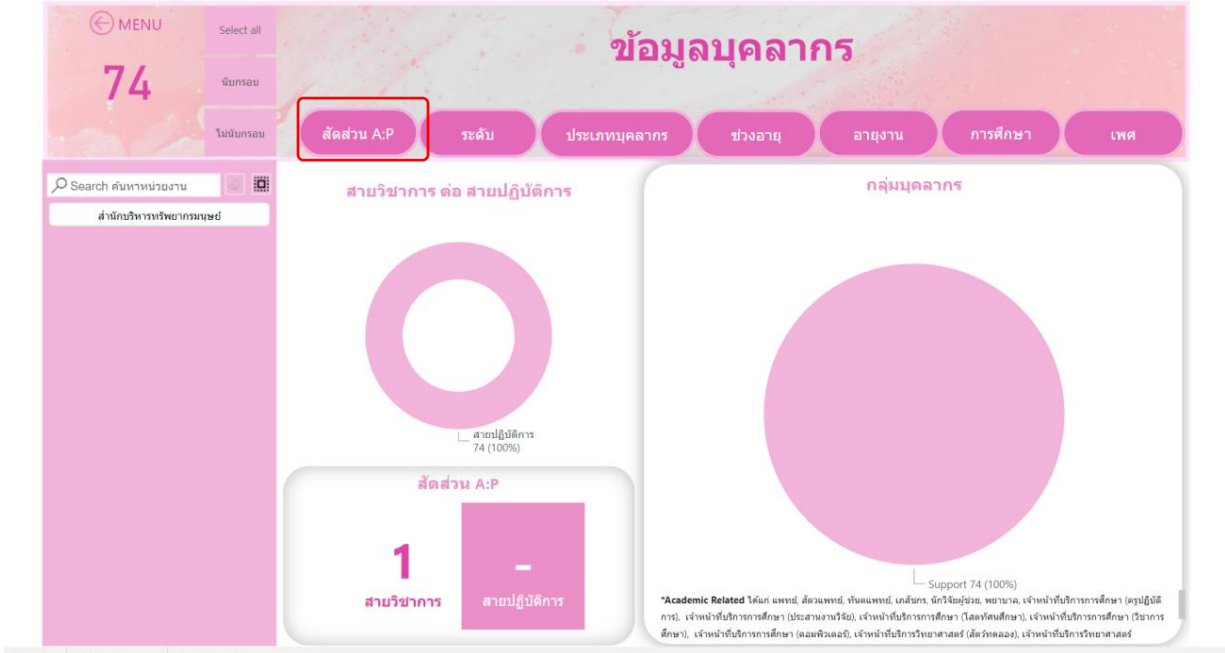 MENU
74
Select all
นับกรอบ
ไม่นับกรอบ
ข้อมูลบุคลากร
สัดส่วน A:P
ระดับ
ประเภทบุคลากร
ช่วงอายุ
อายุงาน
การศึกษา
เพศ
Search ค้นหาหน่วยงาน
สำนักบริหารทรัพยากรมนุษย์
สายวิชาการ ต่อ สายปฏิบัติการ
สายปฏิบัติการ
74 (100%)
สัดส่วน A:P
1
สายวิชาการ
-
สายปฏิบัติการ
กลุ่มบุคลากร
Support 74 (100%)
*Academic Related ได้แก่ แพทย์, สัตวแพทย์, ทันตแพทย์, เภสัชกร, นักวิจัยผู้ช่วย, พยาบาล, เจ้าหน้าที่บริการการศึกษา (ครูปฏิบัติ
การ), เจ้าหน้าที่บริการการศึกษา (ประสานงานวิจัย), เจ้าหน้าที่บริการการศึกษา (โสตทัศนศึกษา), เจ้าหน้าที่บริการการศึกษา (วิชาการ
ศึกษา), เจ้าหน้าที่บริการการศึกษา (คอมพิวเตอร์), เจ้าหน้าที่บริการวิทยาศาสตร์ (สัตว์ทดลอง), เจ้าหน้าที่บริการวิทยาศาสตร์